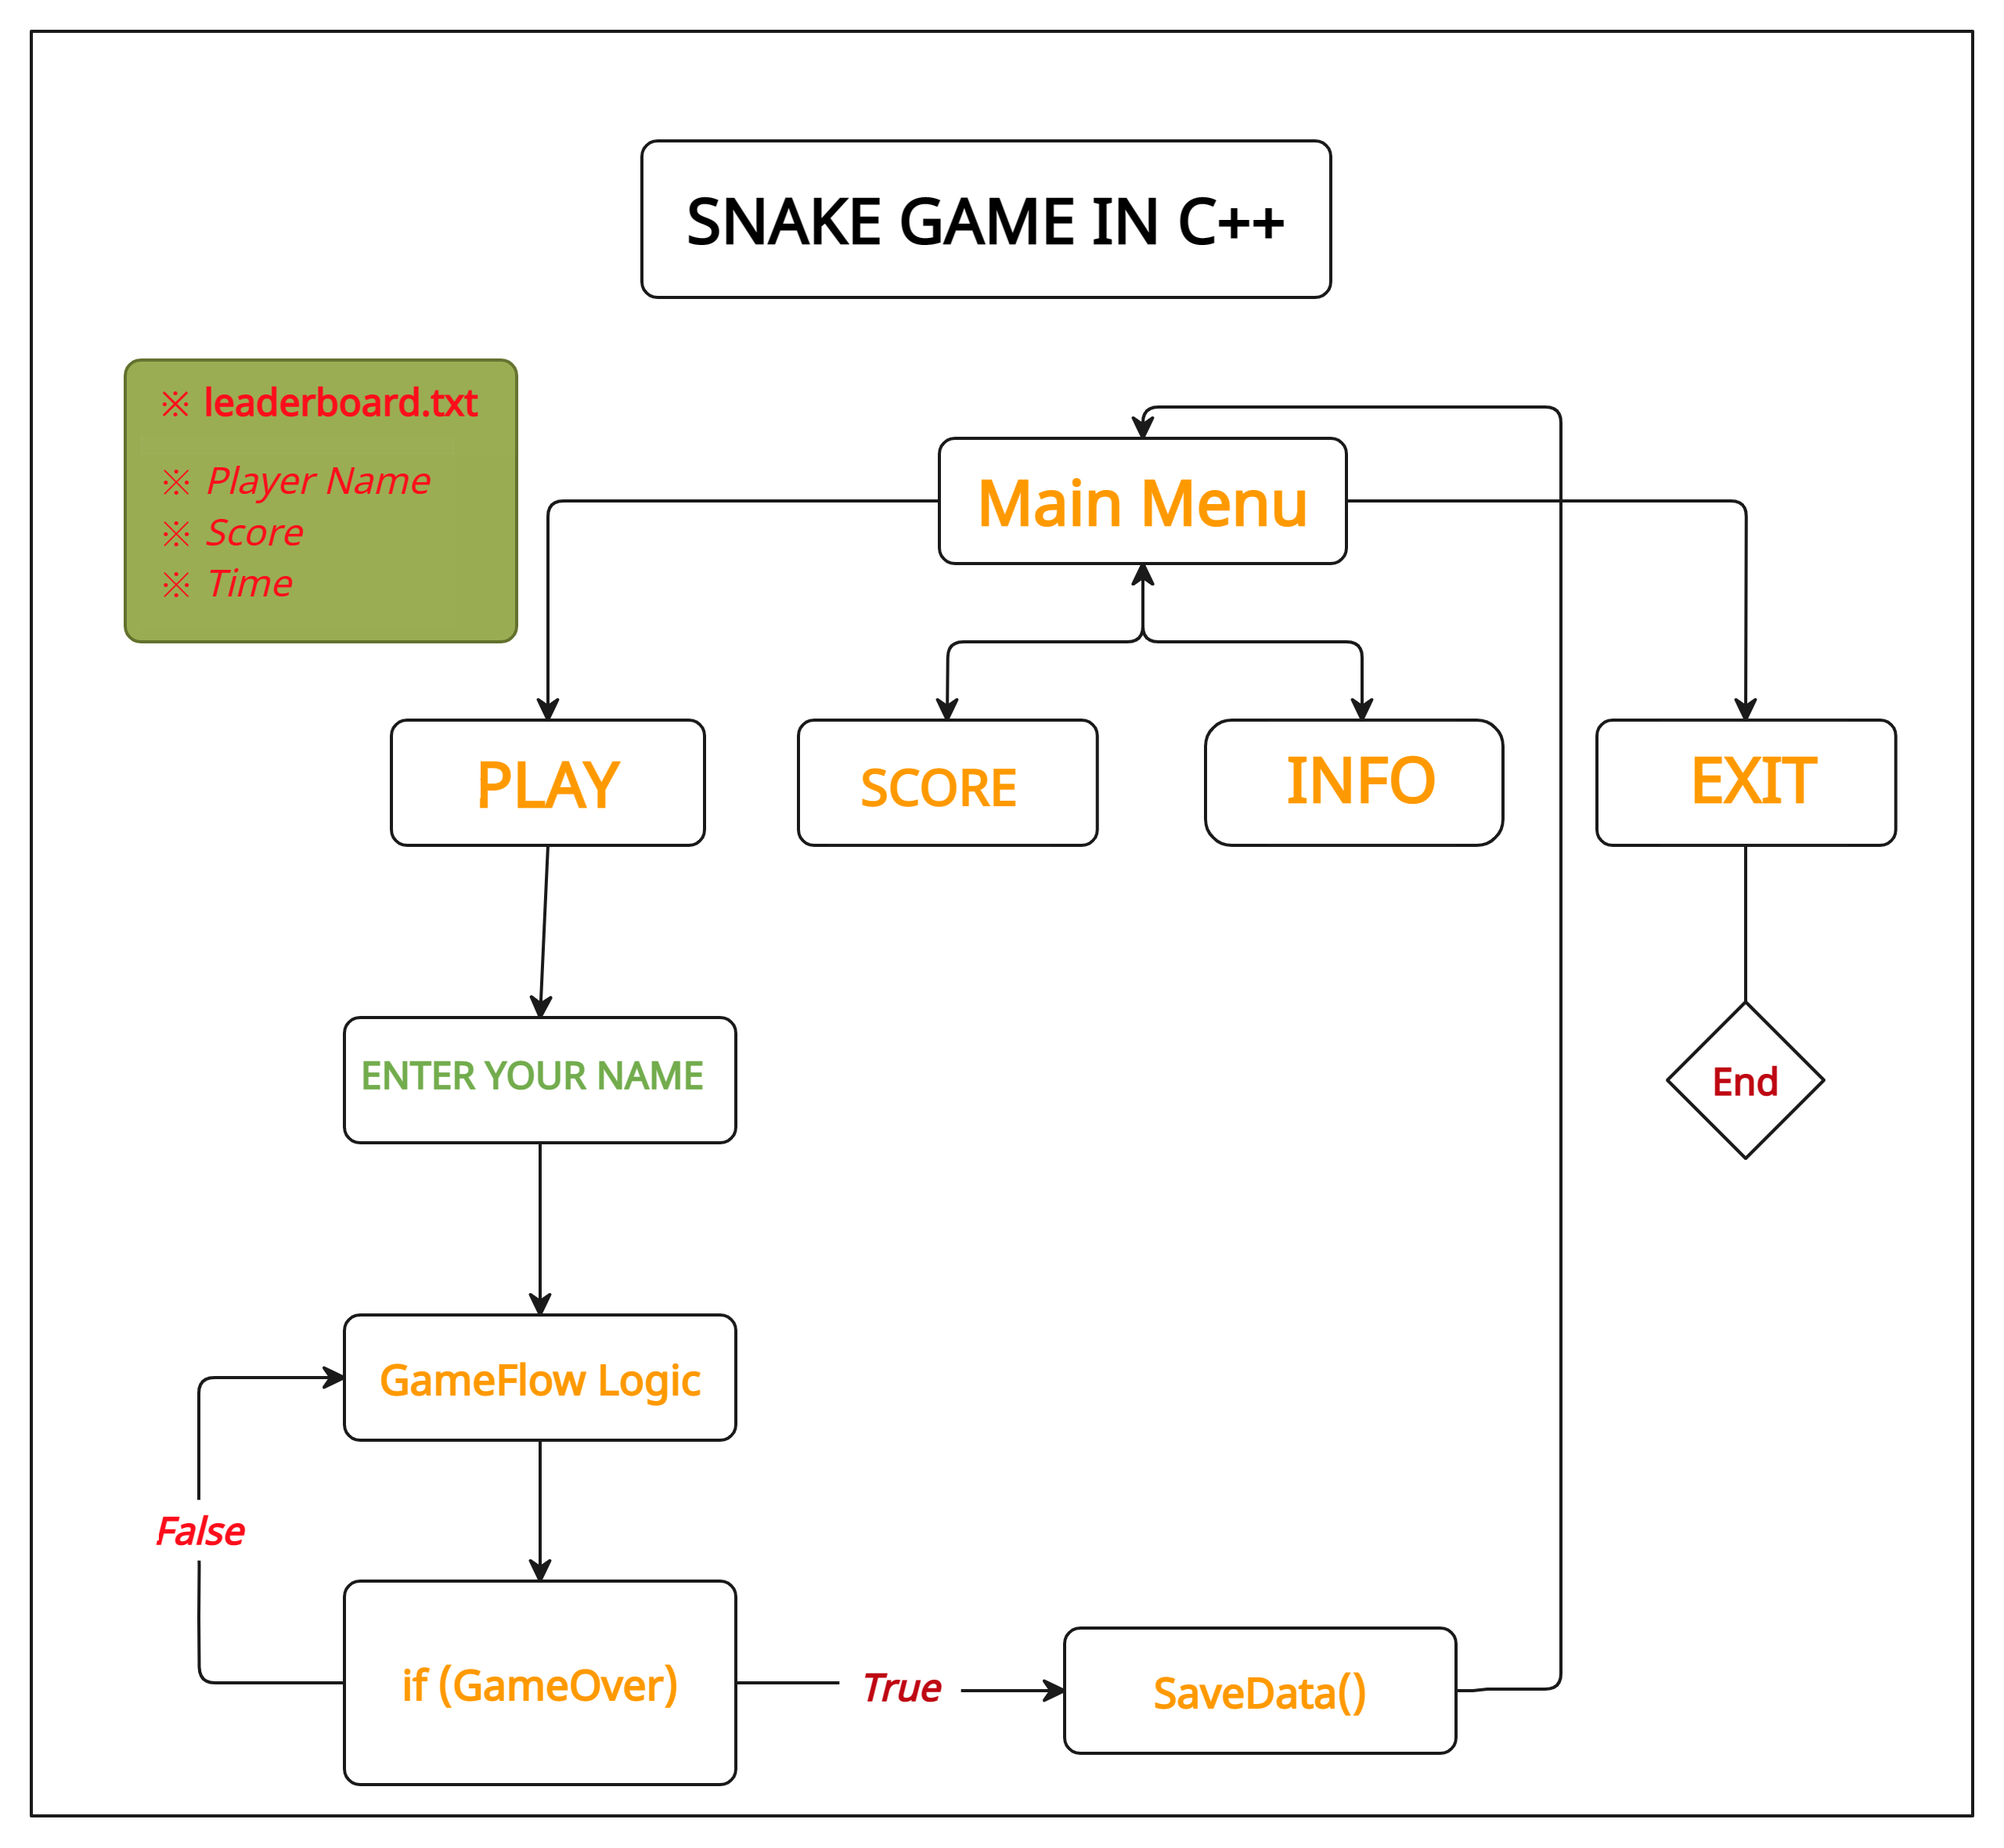 SNAKE GAME IN C++
※ leaderboard.txt
※ Player Name
※ Score
※ Time
Main Menu
PLAY
SCORE
INFO
EXIT
ENTER YOUR NAME
End
GameFlow Logic
False
if (GameOver)
True
SaveData()